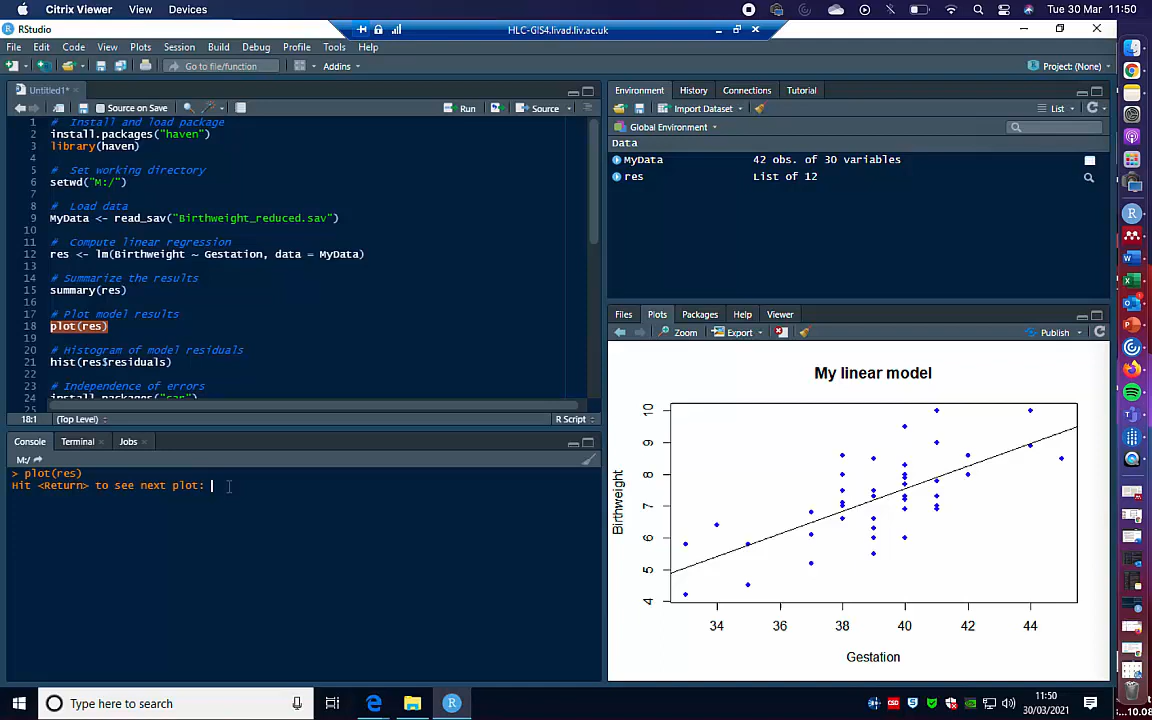 Citrix Viewer View Devices Tue 30 Mar 11:50
RStudio HLC-GIS4.livad.liv.ac.uk
File Edit Code View Plots Session Build Debug Profile Tools Help
Go to file/function Addins Project: (None)
Untitled1*
Source on Save Run Source
1 # Install and load package
2 install.packages("haven")
3 library(haven)
4
5 # Set working directory
6 setwd("M:/")
7
8 # Load data
9 MyData <- read_sav("Birthweight_reduced.sav")
10
11 # Compute linear regression
12 res <- lm(Birthweight ~ Gestation, data = MyData)
13
14 # Summarize the results
15 summary(res)
16
17 # Plot model results
18 plot(res)
19
20 # Histogram of model residuals
21 hist(res$residuals)
22
23 # Independence of errors
24 install.packages("car")
25
18:1 (Top Level) R Script
Console Terminal Jobs
M:/
> plot(res)
Hit <Return> to see next plot:
Environment History Connections Tutorial
Import Dataset List
Global Environment
Data
MyData 42 obs. of 30 variables
res List of 12
Files Plots Packages Help Viewer
Zoom Export Publish
My linear model
Birthweight
10
9
8
7
6
5
4
34 36 38 40 42 44
Gestation
Type here to search
11:50
30/03/2021